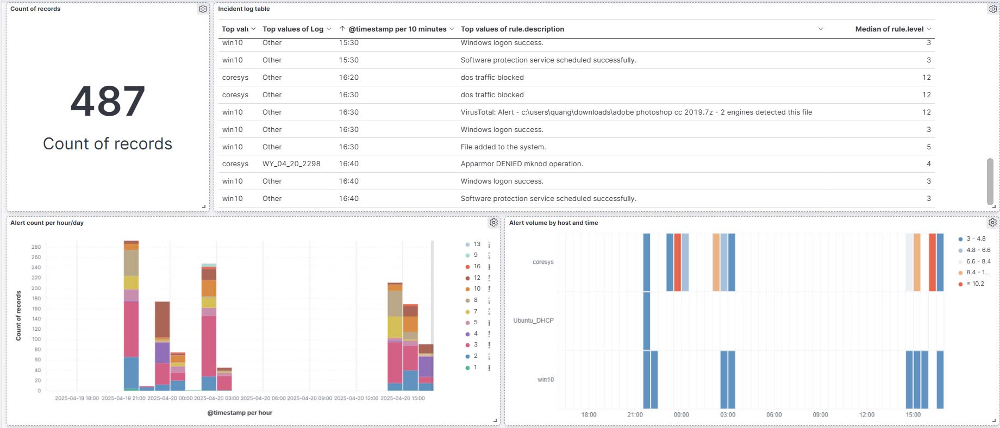 Count of records
487
Count of records
Incident log table
Top valu Top values of Log @timestamp per 10 minutes Top values of rule.description Median of rule.level
win10 Other 15:30 Windows logon success. 3
win10 Other 15:30 Software protection service scheduled successfully. 3
coresys Other 16:20 dos traffic blocked 12
coresys Other 16:30 dos traffic blocked 12
win10 Other 16:30 VirusTotal: Alert - c:\users\quang\downloads\adobe photoshop cc 2019.7z - 2 engines detected this file 12
win10 Other 16:30 Windows logon success. 3
win10 Other 16:30 File added to the system. 5
coresys WY_04_20_2298 16:40 Apparmor DENIED mknod operation. 4
win10 Other 16:40 Windows logon success. 3
win10 Other 16:40 Software protection service scheduled successfully. 3
Alert count per hour/day
Count of records
280
260
240
220
200
180
160
140
120
100
80
60
40
20
0
2025-04-19 18:00 2025-04-19 21:00 2025-04-20 00:00 2025-04-20 03:00 2025-04-20 06:00 2025-04-20 09:00 2025-04-20 12:00 2025-04-20 15:00
@timestamp per hour
13
9
16
12
10
8
7
5
4
3
2
1
Alert volume by host and time
coresys
Ubuntu_DHCP
win10
18:00 21:00 00:00 03:00 06:00 09:00 12:00 15:00
3 - 4.8
4.8 - 6.6
6.6 - 8.4
8.4 - 1...
≥ 10.2